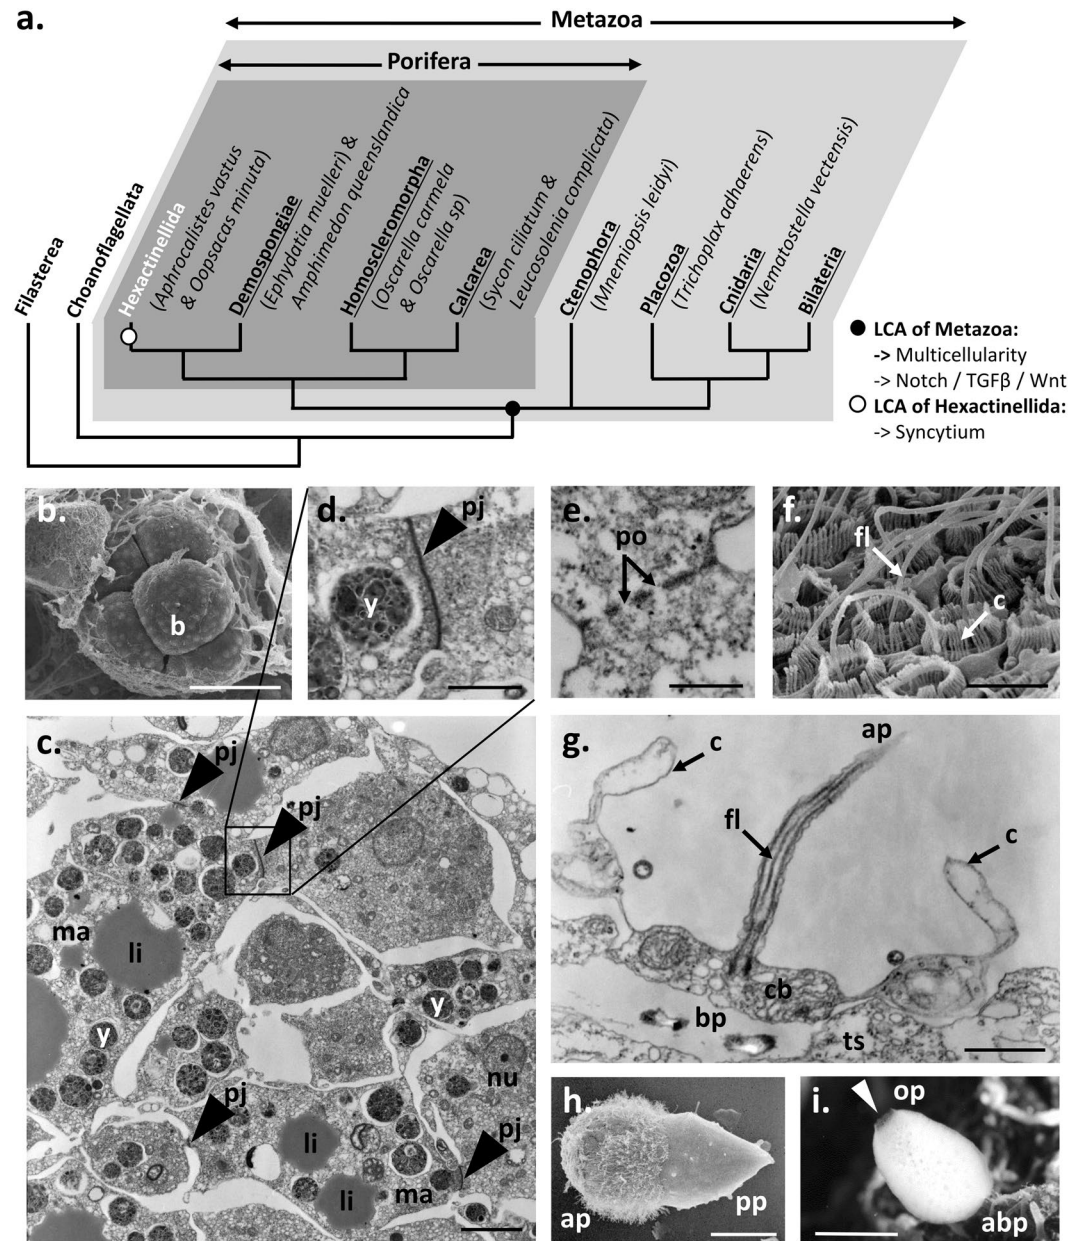 a.
Metazoa
Porifera
Filasterea
Choanoflagellata
Hexactinellida
(Aphrocalistes vastus
& Oopsacas minuta)
Demospongiae
(Ephydatia muelleri) &
Amphimedon queenslandica
Homoscleromorpha
(Oscarella carmela
& Oscarella sp)
Calcarea
(Sycon ciliatum &
Leucosolenia complicata)
Ctenophora
(Mnemiopsis leidyi)
Placozoa
(Trichoplax adhaerens)
Cnidaria
(Nematostella vectensis)
Bilateria
LCA of Metazoa:
-> Multicellularity
-> Notch / TGFβ / Wnt
LCA of Hexactinellida:
-> Syncytium
b.
b
d.
pj
y
e.
po
f.
fl
c
c.
pj
pj
ma
li
y
y
nu
pj
pj
li
li
ma
g.
c
ap
fl
c
cb
bp
ts
h.
ap
pp
i.
op
abp